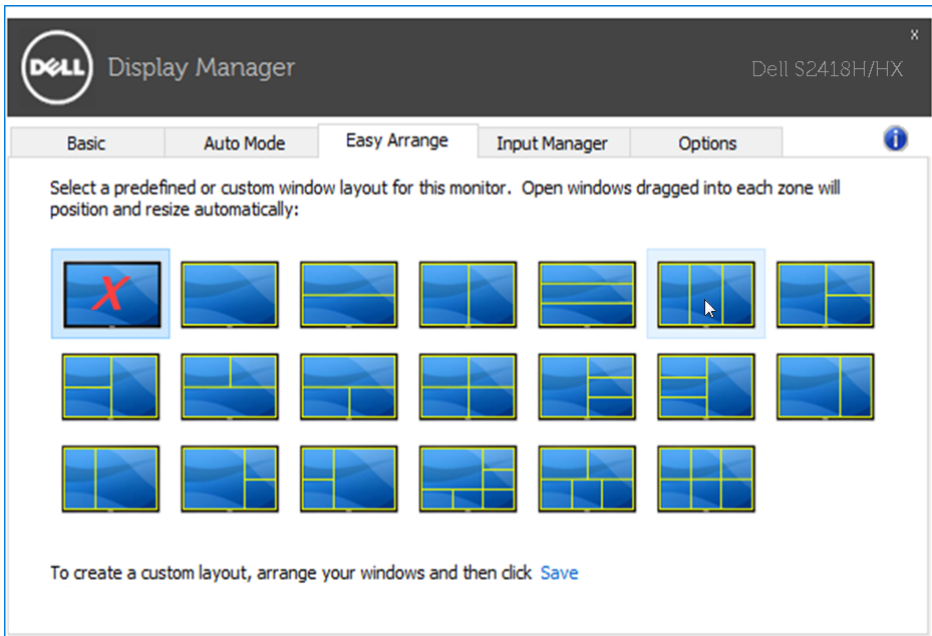 x
DELL Display Manager
Dell S2418H/HX
Basic Auto Mode Easy Arrange Input Manager Options
Select a predefined or custom window layout for this monitor. Open windows dragged into each zone will
position and resize automatically:
X
To create a custom layout, arrange your windows and then click Save